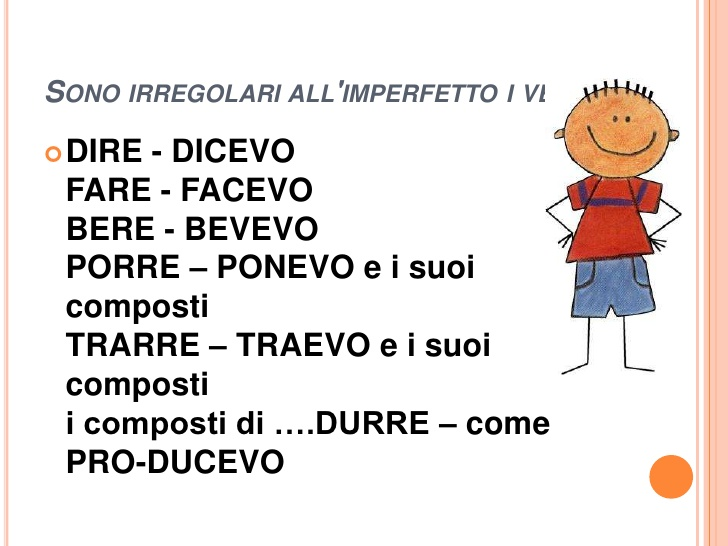 SONO IRREGOLARI ALL'IMPERFETTO I
DIRE - DICEVO
FARE - FACEVO
BERE - BEVEVO
PORRE – PONEVO e i suoi
composti
TRARRE – TRAEVO e i suoi
composti
i composti di ….DURRE – come
PRO-DUCEVO